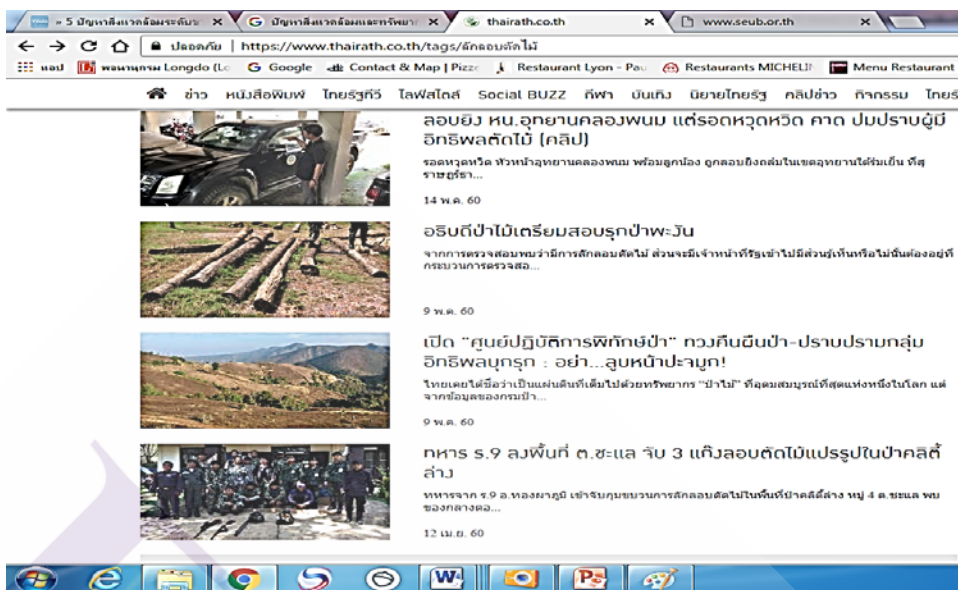 » 5 ปัญหาสิ่งแวดล้อมระดับ
ปัญหาสิ่งแวดล้อมและทรัพยา
thairath.co.th
www.seub.or.th
ปลอดภัย | https://www.thairath.co.th/tags/ลักลอบตัดไม้
แอป
พจนานุกรม Longdo (Lo
Google
Contact & Map | Pizz
Restaurant Lyon - Pau
Restaurants MICHELIN
Menu Restaurant
ข่าว หนังสือพิมพ์ ไทยรัฐทีวี ไลฟ์สไตล์ Social BUZZ กีฬา บันเทิง นิยายไทยรัฐ คลิปข่าว กิจกรรม ไทยรั
ลอบยิง หน.อุทยานคลองพนม แต่รอดหวุดหวิด คาด ปมปราบผู้มี
อิทธิพลตัดไม้ (คลิป)
รอดหวุดหวิด หัวหน้าอุทยานคลองพนม พร้อมลูกน้อง ถูกลอบยิงถล่มในเขตอุทยานใต้ร่มเย็น ที่สุ
ราษฎร์ธา...
14 พ.ค. 60
อธิบดีป่าไม้เตรียมสอบรุกป่าพะงัน
จากการตรวจสอบพบว่ามีการลักลอบตัดไม้ ส่วนจะมีเจ้าหน้าที่รัฐเข้าไปมีส่วนรู้เห็นหรือไม่นั้นต้องอยู่ที่
กระบวนการตรวจสอ...
9 พ.ค. 60
เปิด “ศูนย์ปฏิบัติการพิทักษ์ป่า” ทวงคืนผืนป่า-ปราบปรามกลุ่ม
อิทธิพลบุกรุก : อย่า...ลูบหน้าปะจมูก!
ไทยเคยได้ชื่อว่าเป็นแผ่นดินที่เต็มไปด้วยทรัพยากร “ป่าไม้” ที่อุดมสมบูรณ์ที่สุดแห่งหนึ่งในโลก แต่
จากข้อมูลของกรมป่า...
9 พ.ค. 60
ทหาร ร.9 ลงพื้นที่ ต.ชะแล จับ 3 แก๊งลอบตัดไม้แปรรูปในป่าคลิตี้
ล่าง
ทหารจาก ร.9 อ.ทองผาภูมิ เข้าจับกุมขบวนการลักลอบตัดไม้ในพื้นที่ป่าคลิตี้ล่าง หมู่ 4 ต.ชะแล พบ
ของกลางตอ...
12 เม.ย. 60